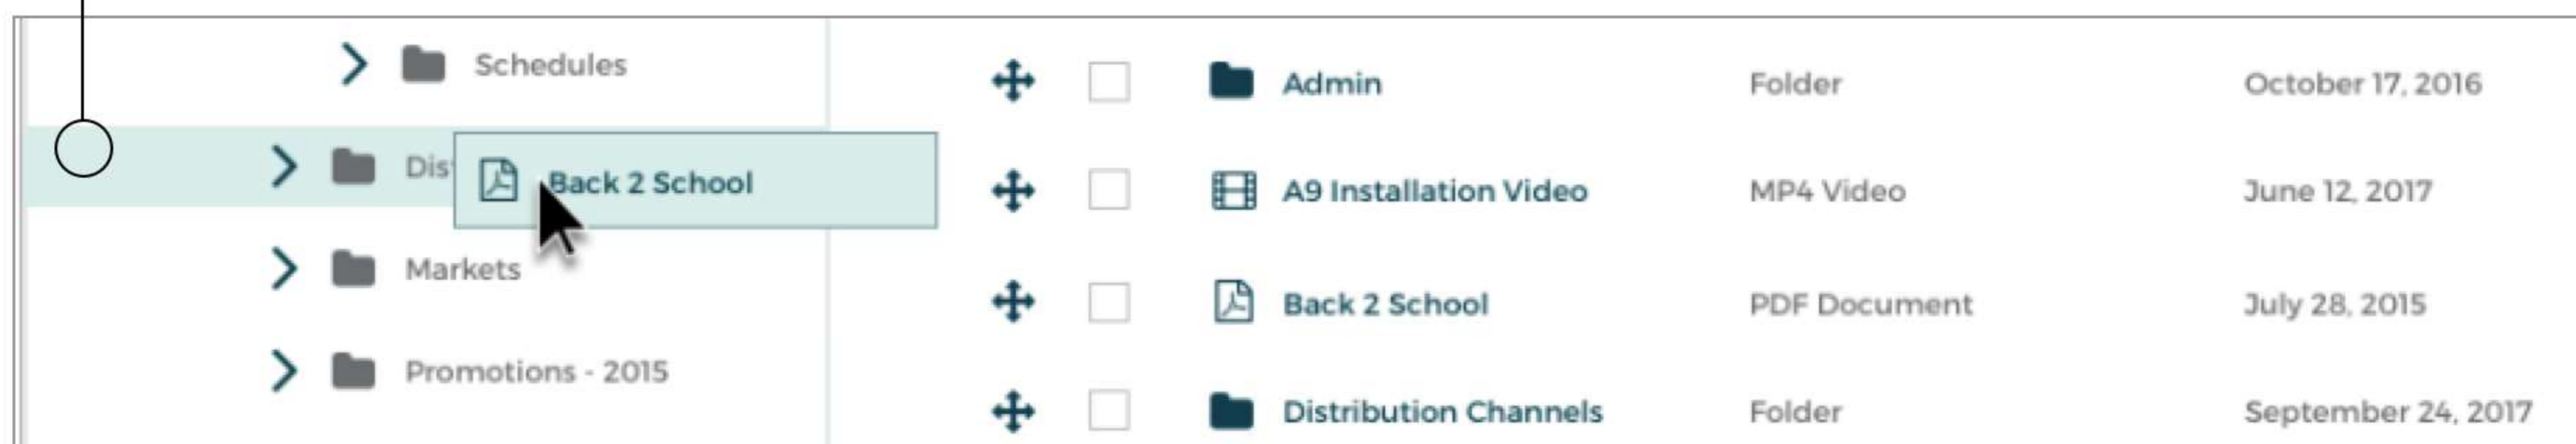 Schedules
Back 2 School
Markets
Promotions - 2015
Admin Folder October 17, 2016
A9 Installation Video MP4 Video June 12, 2017
Back 2 School PDF Document July 28, 2015
Distribution Channels Folder September 24, 2017